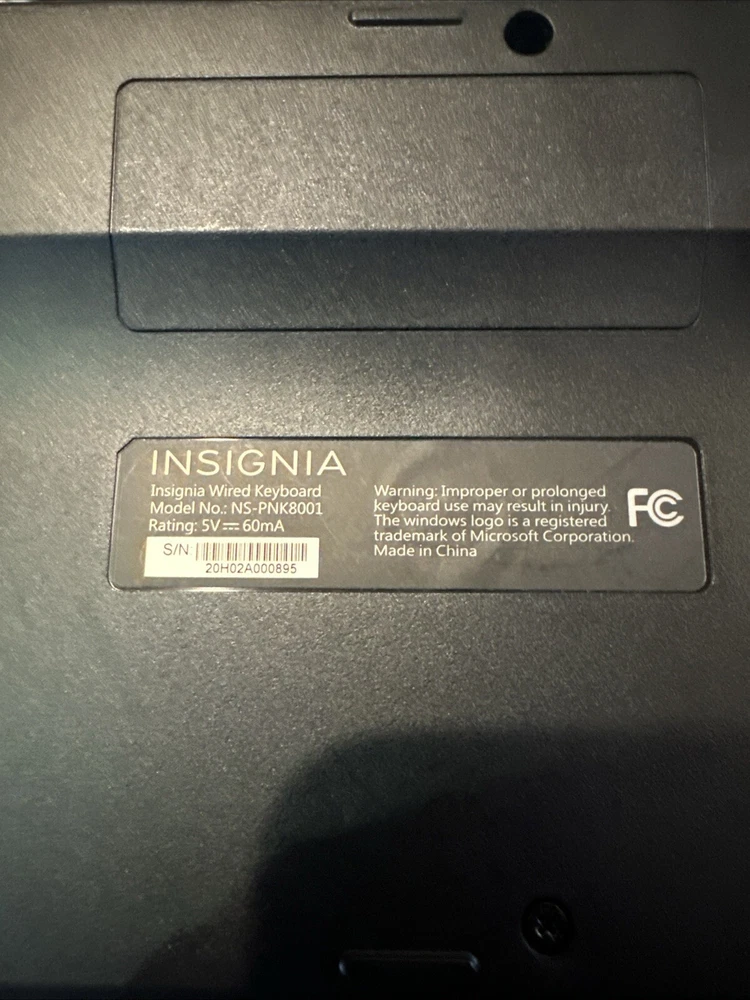 INSIGNIA
Insignia Wired Keyboard
Model No.: NS-PNK8001
Rating: 5V⎓60mA
S/N:
20H02A000895
Warning: Improper or prolonged
keyboard use may result in injury.
The windows logo is a registered
trademark of Microsoft Corporation.
Made in China
FC